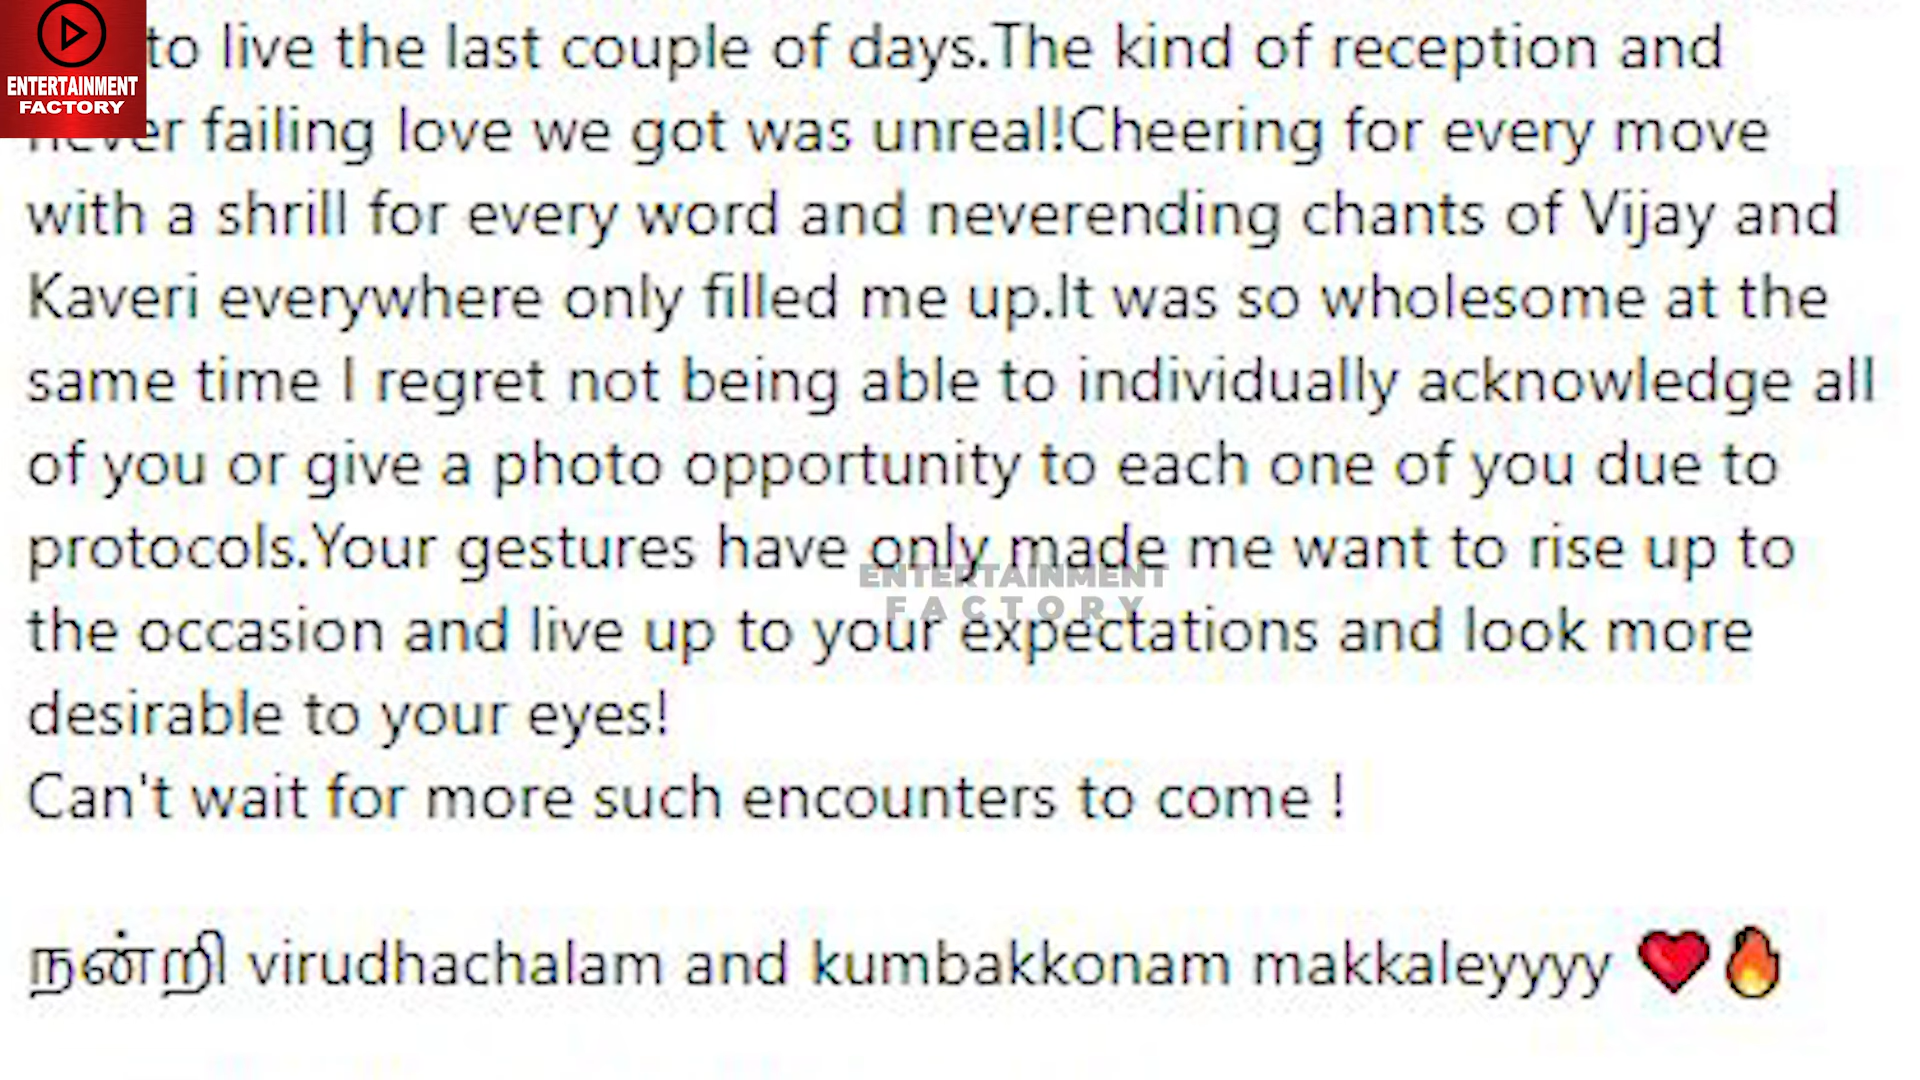 ENTERTAINMENT
FACTORY
to live the last couple of days.The kind of reception and
never failing love we got was unreal!Cheering for every move
with a shrill for every word and neverending chants of Vijay and
Kaveri everywhere only filled me up.It was so wholesome at the
same time I regret not being able to individually acknowledge all
of you or give a photo opportunity to each one of you due to
protocols.Your gestures have only made me want to rise up to
ENTERTAINMENT
FACTORY
the occasion and live up to your expectations and look more
desirable to your eyes!
Can't wait for more such encounters to come !
நன்றி virudhachalam and kumbakkonam makkaleyyyy ❤️🔥